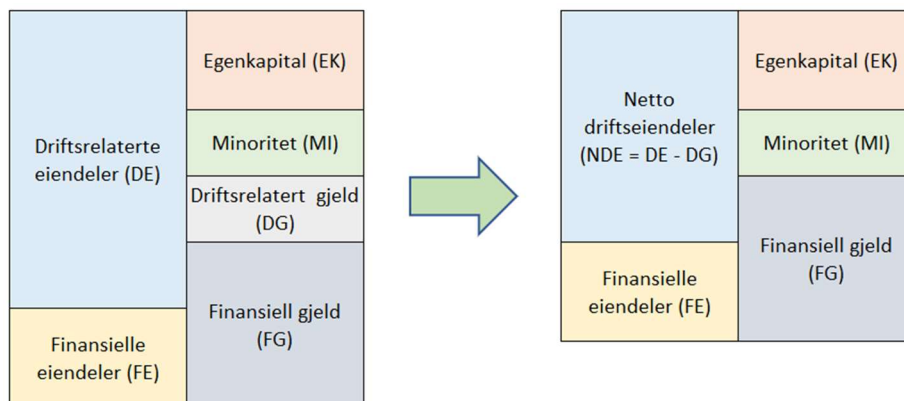 Driftsrelaterte
eiendeler (DE)
Finansielle
eiendeler (FE)
Egenkapital (EK)
Minoritet (MI)
Driftsrelatert gjeld
(DG)
Finansiell gjeld
(FG)
Netto
driftseiendeler
(NDE = DE - DG)
Finansielle
eiendeler (FE)
Egenkapital (EK)
Minoritet (MI)
Finansiell gjeld
(FG)